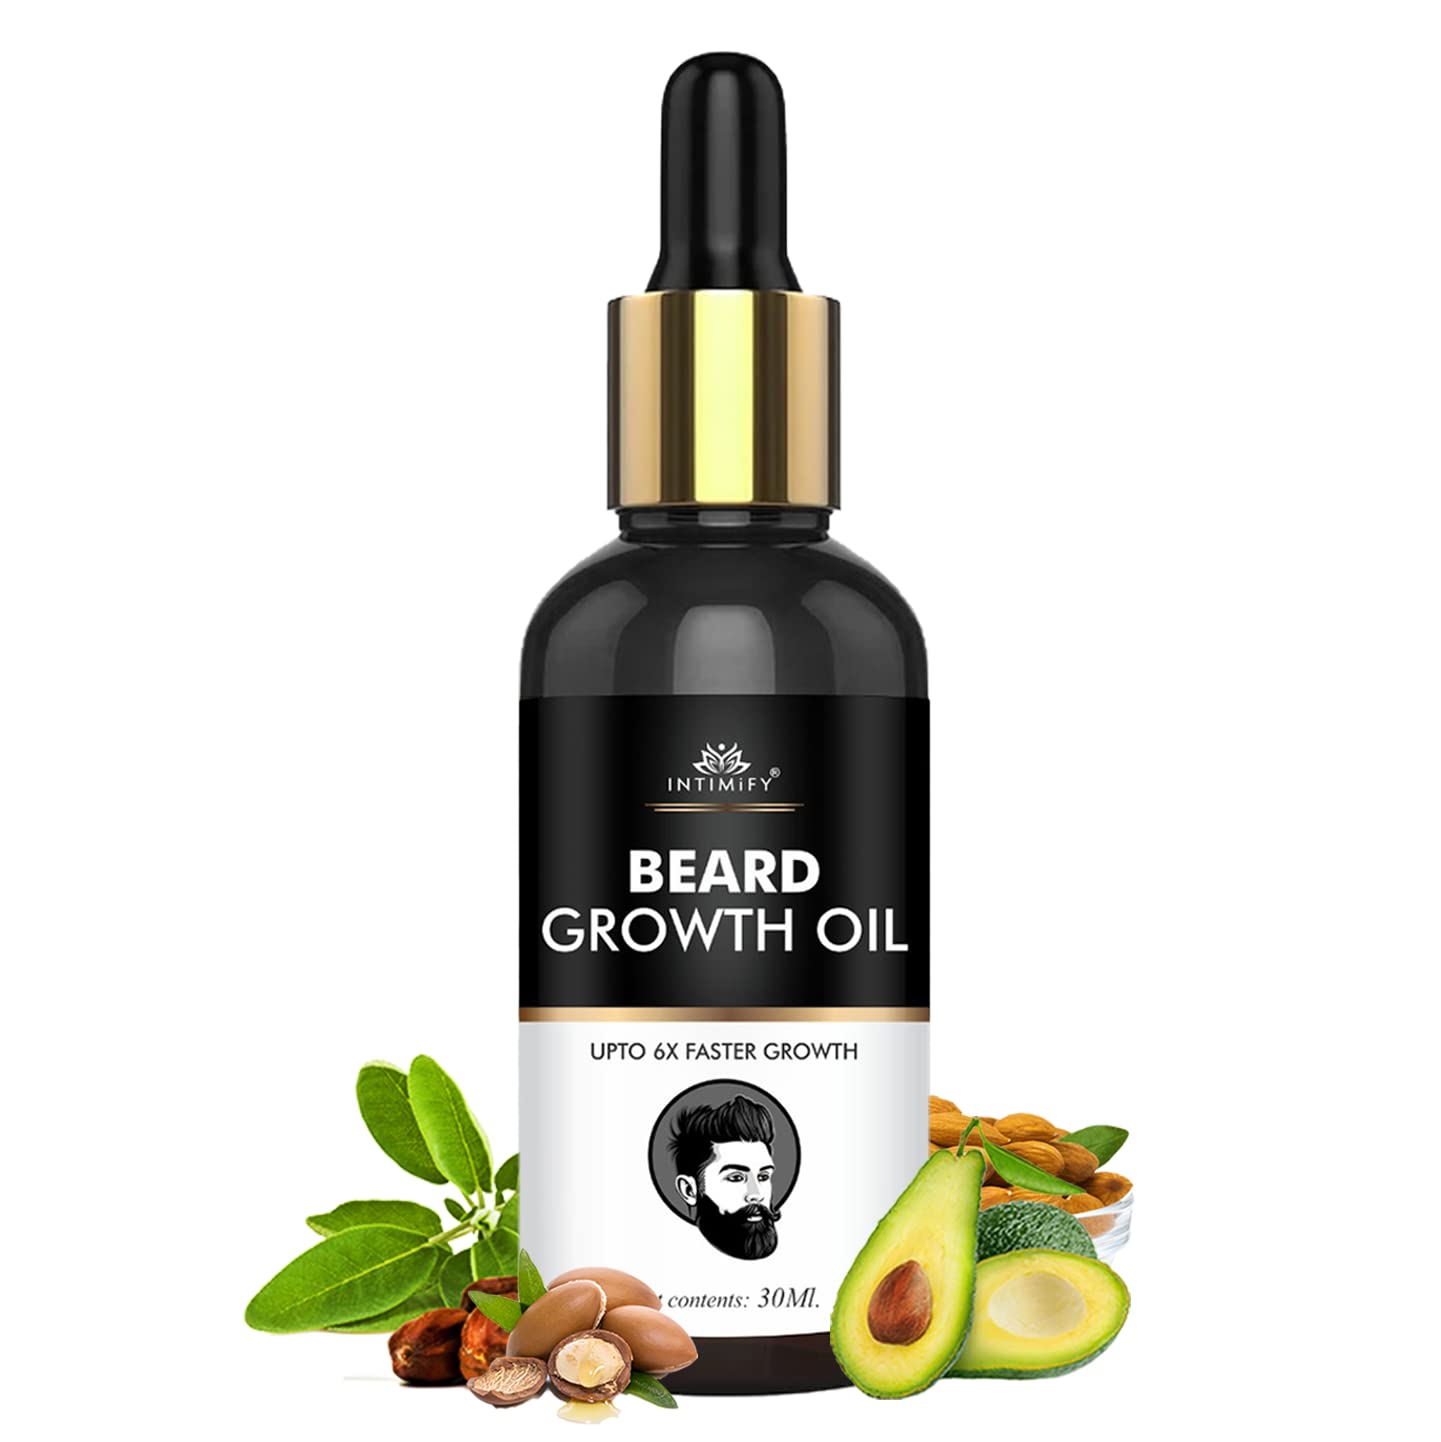 INTIMiFY®
BEARD
GROWTH OIL
UPTO 6X FASTER GROWTH
contents: 30Ml.